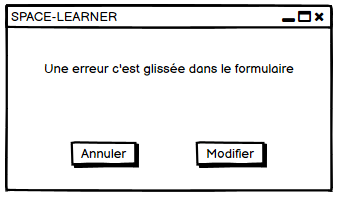 SPACE-LEARNER
Une erreur c'est glissée dans le formulaire
Annuler
Modifier